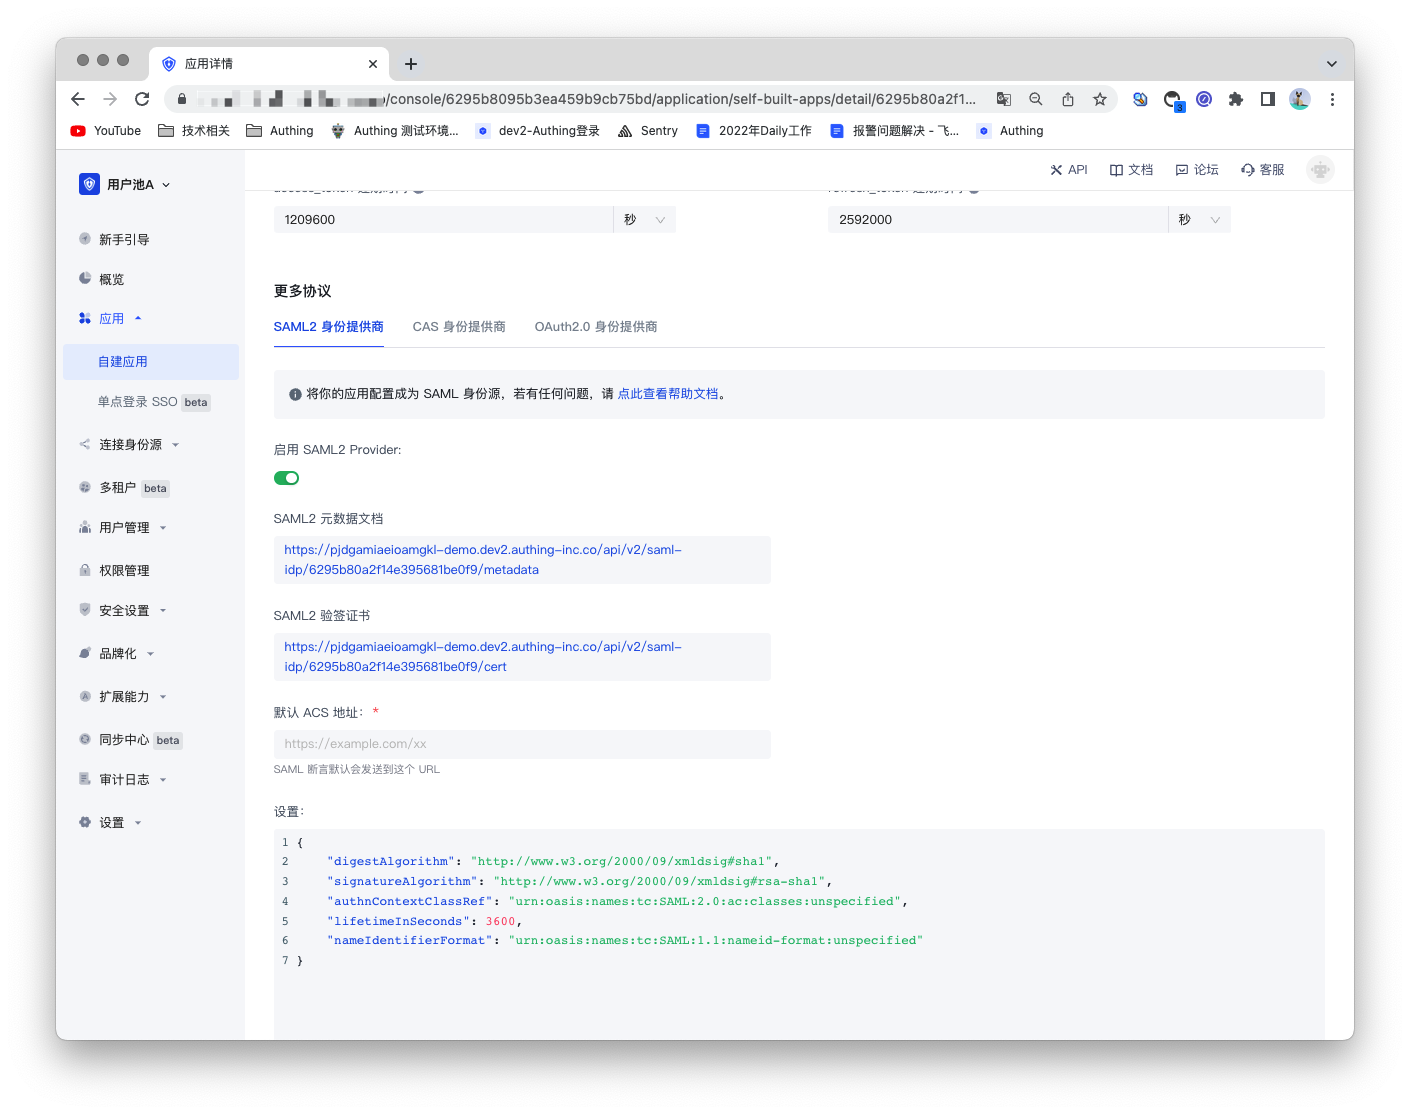 应用详情
/console/6295b8095b3ea459b9cb75bd/application/self-built-apps/detail/6295b80a2f1...
3
YouTube
技术相关
Authing
Authing 测试环境...
dev2-Authing登录
Sentry
2022年Daily工作
报警问题解决 - 飞...
Authing
用户池A
API
文档
论坛
客服
新手引导
概览
应用
自建应用
单点登录 SSO beta
连接身份源
多租户 beta
用户管理
权限管理
安全设置
品牌化
扩展能力
同步中心 beta
审计日志
设置
access_token 过期时间
refresh_token 过期时间
1209600 秒
2592000 秒
更多协议
SAML2 身份提供商
CAS 身份提供商
OAuth2.0 身份提供商
将你的应用配置成为 SAML 身份源，若有任何问题，请 点此查看帮助文档。
启用 SAML2 Provider:
SAML2 元数据文档
https://pjdgamiaeioamgkl-demo.dev2.authing-inc.co/api/v2/saml-
idp/6295b80a2f14e395681be0f9/metadata
SAML2 验签证书
https://pjdgamiaeioamgkl-demo.dev2.authing-inc.co/api/v2/saml-
idp/6295b80a2f14e395681be0f9/cert
默认 ACS 地址： *
https://example.com/xx
SAML 断言默认会发送到这个 URL
设置：
1 {
2 "digestAlgorithm": "http://www.w3.org/2000/09/xmldsig#sha1",
3 "signatureAlgorithm": "http://www.w3.org/2000/09/xmldsig#rsa-sha1",
4 "authnContextClassRef": "urn:oasis:names:tc:SAML:2.0:ac:classes:unspecified",
5 "lifetimeInSeconds": 3600,
6 "nameIdentifierFormat": "urn:oasis:names:tc:SAML:1.1:nameid-format:unspecified"
7 }